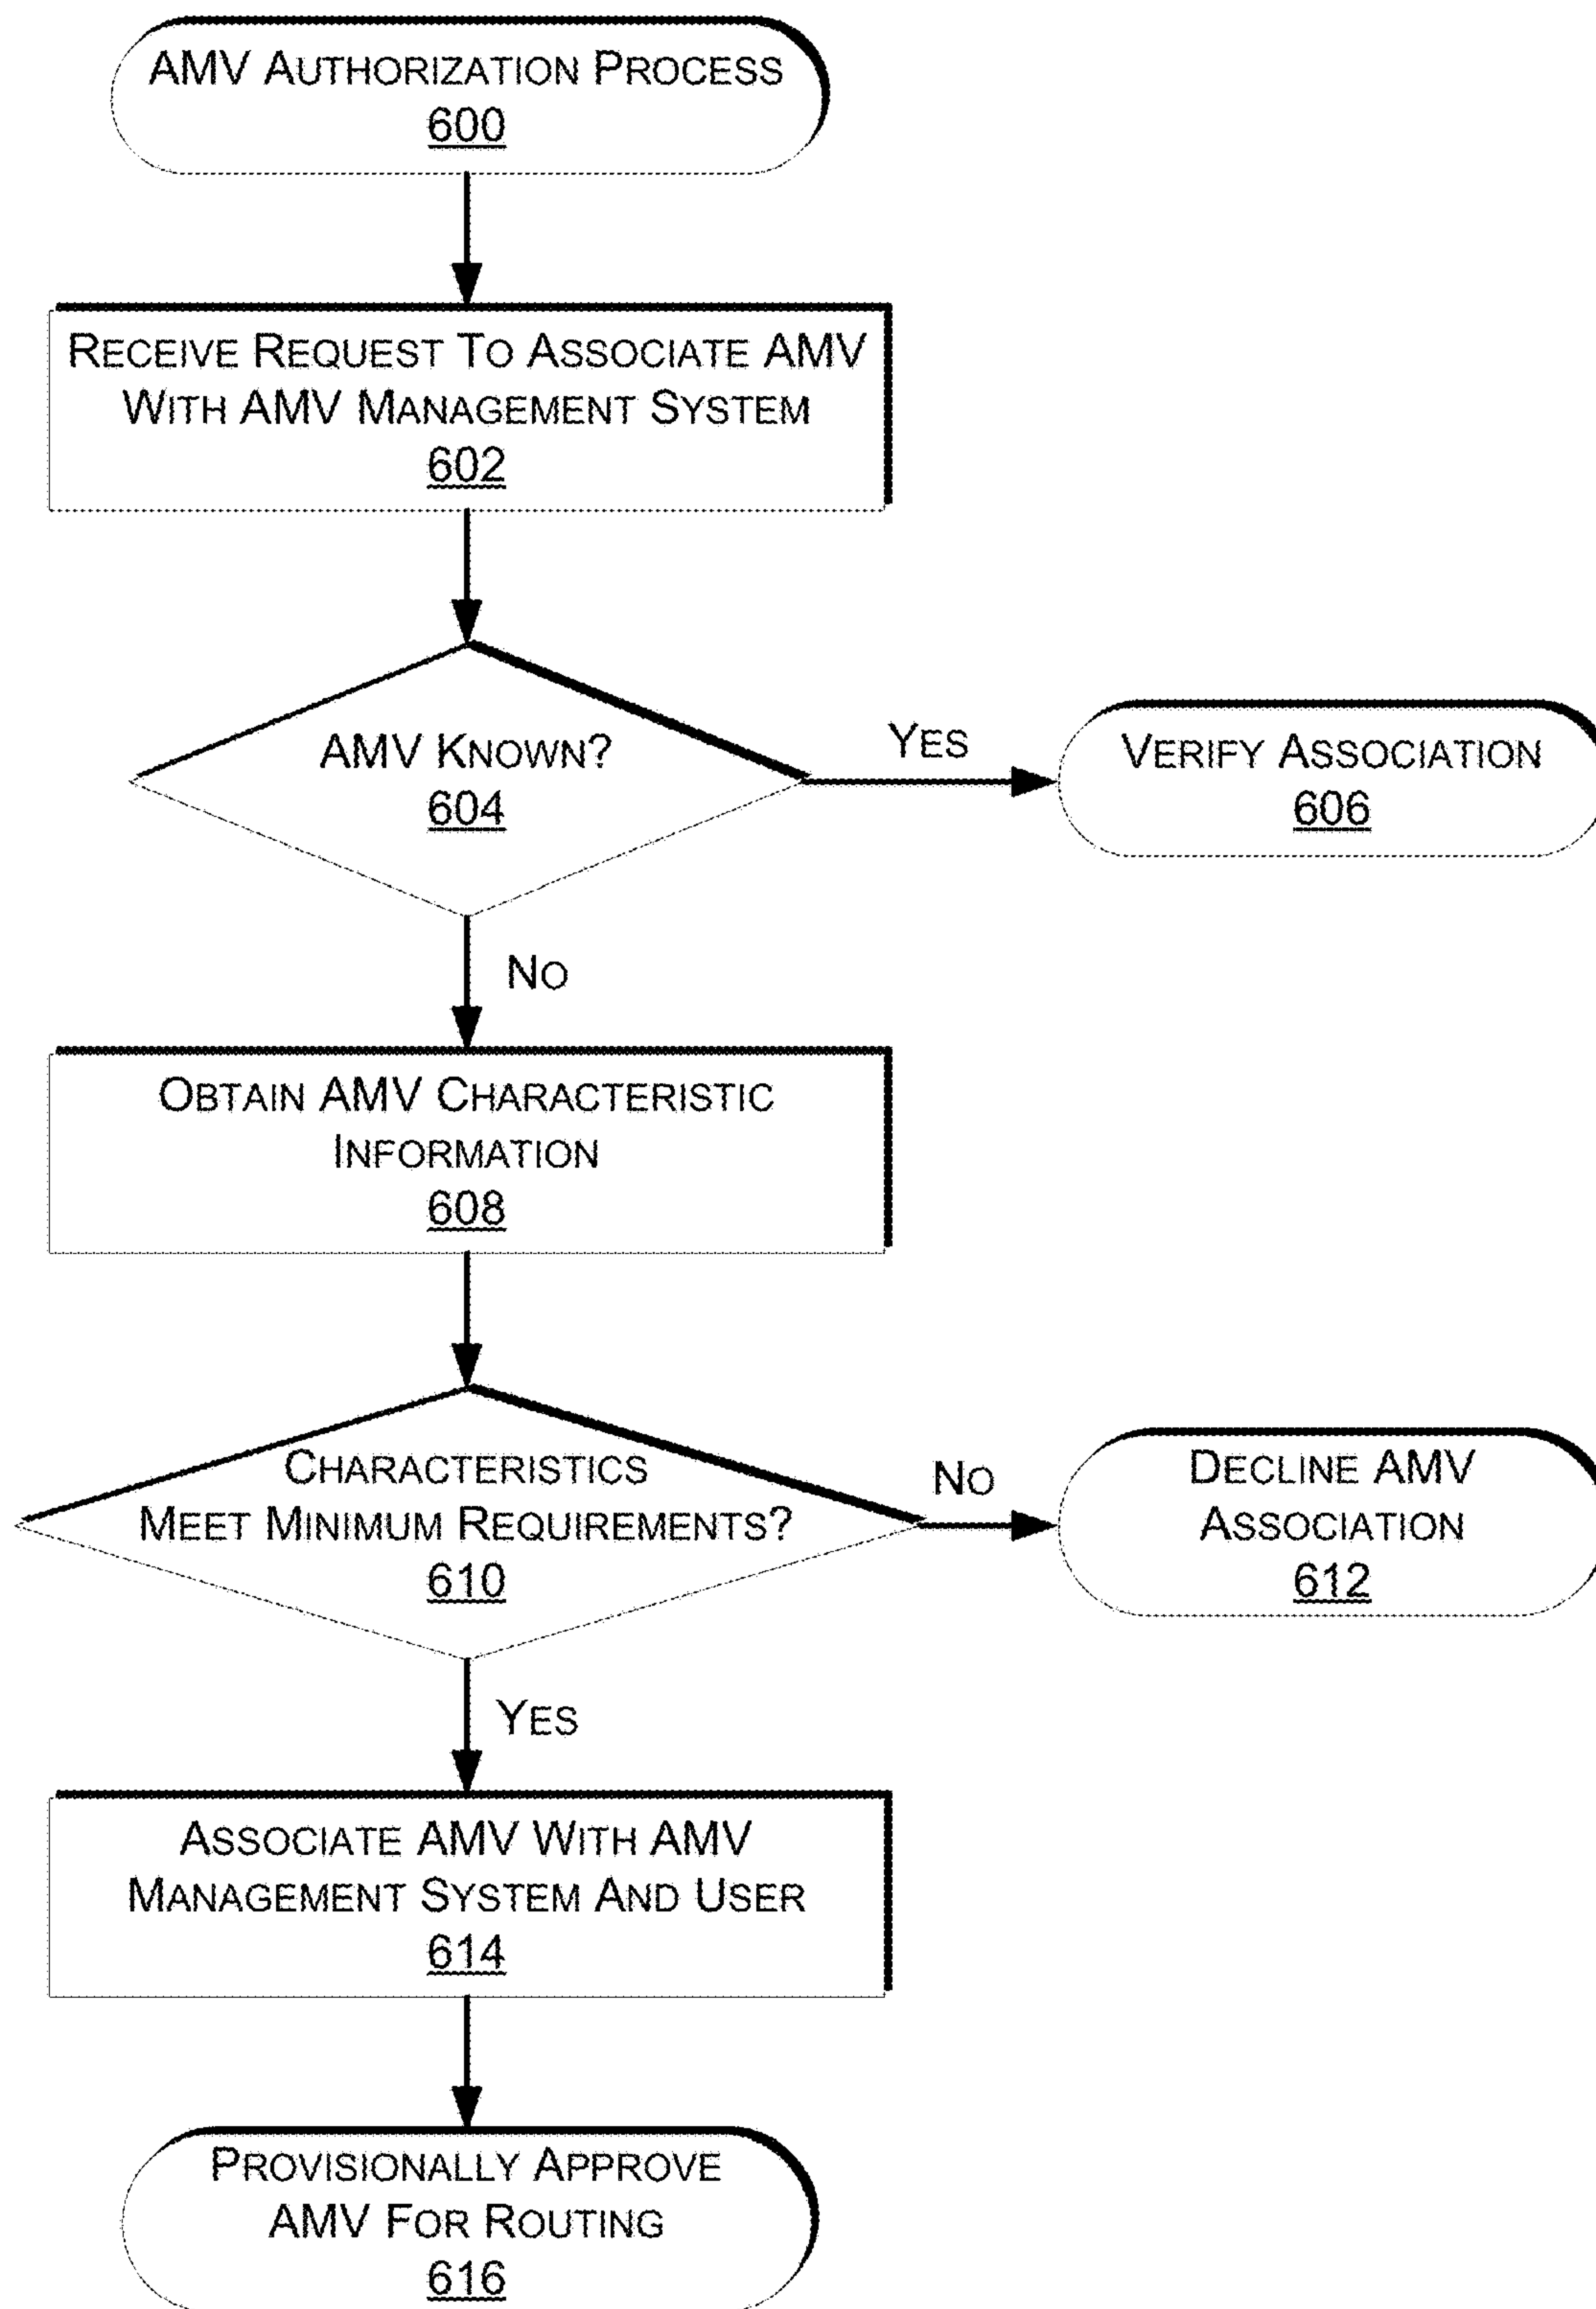 AMV AUTHORIZATION PROCESS
600
RECEIVE REQUEST TO ASSOCIATE AMV
WITH AMV MANAGEMENT SYSTEM
602
AMV KNOWN?
604
YES
VERIFY ASSOCIATION
606
NO
OBTAIN AMV CHARACTERISTIC
INFORMATION
608
CHARACTERISTICS
MEET MINIMUM REQUIREMENTS?
610
NO
DECLINE AMV
ASSOCIATION
612
YES
ASSOCIATE AMV WITH AMV
MANAGEMENT SYSTEM AND USER
614
PROVISIONALLY APPROVE
AMV FOR ROUTING
616